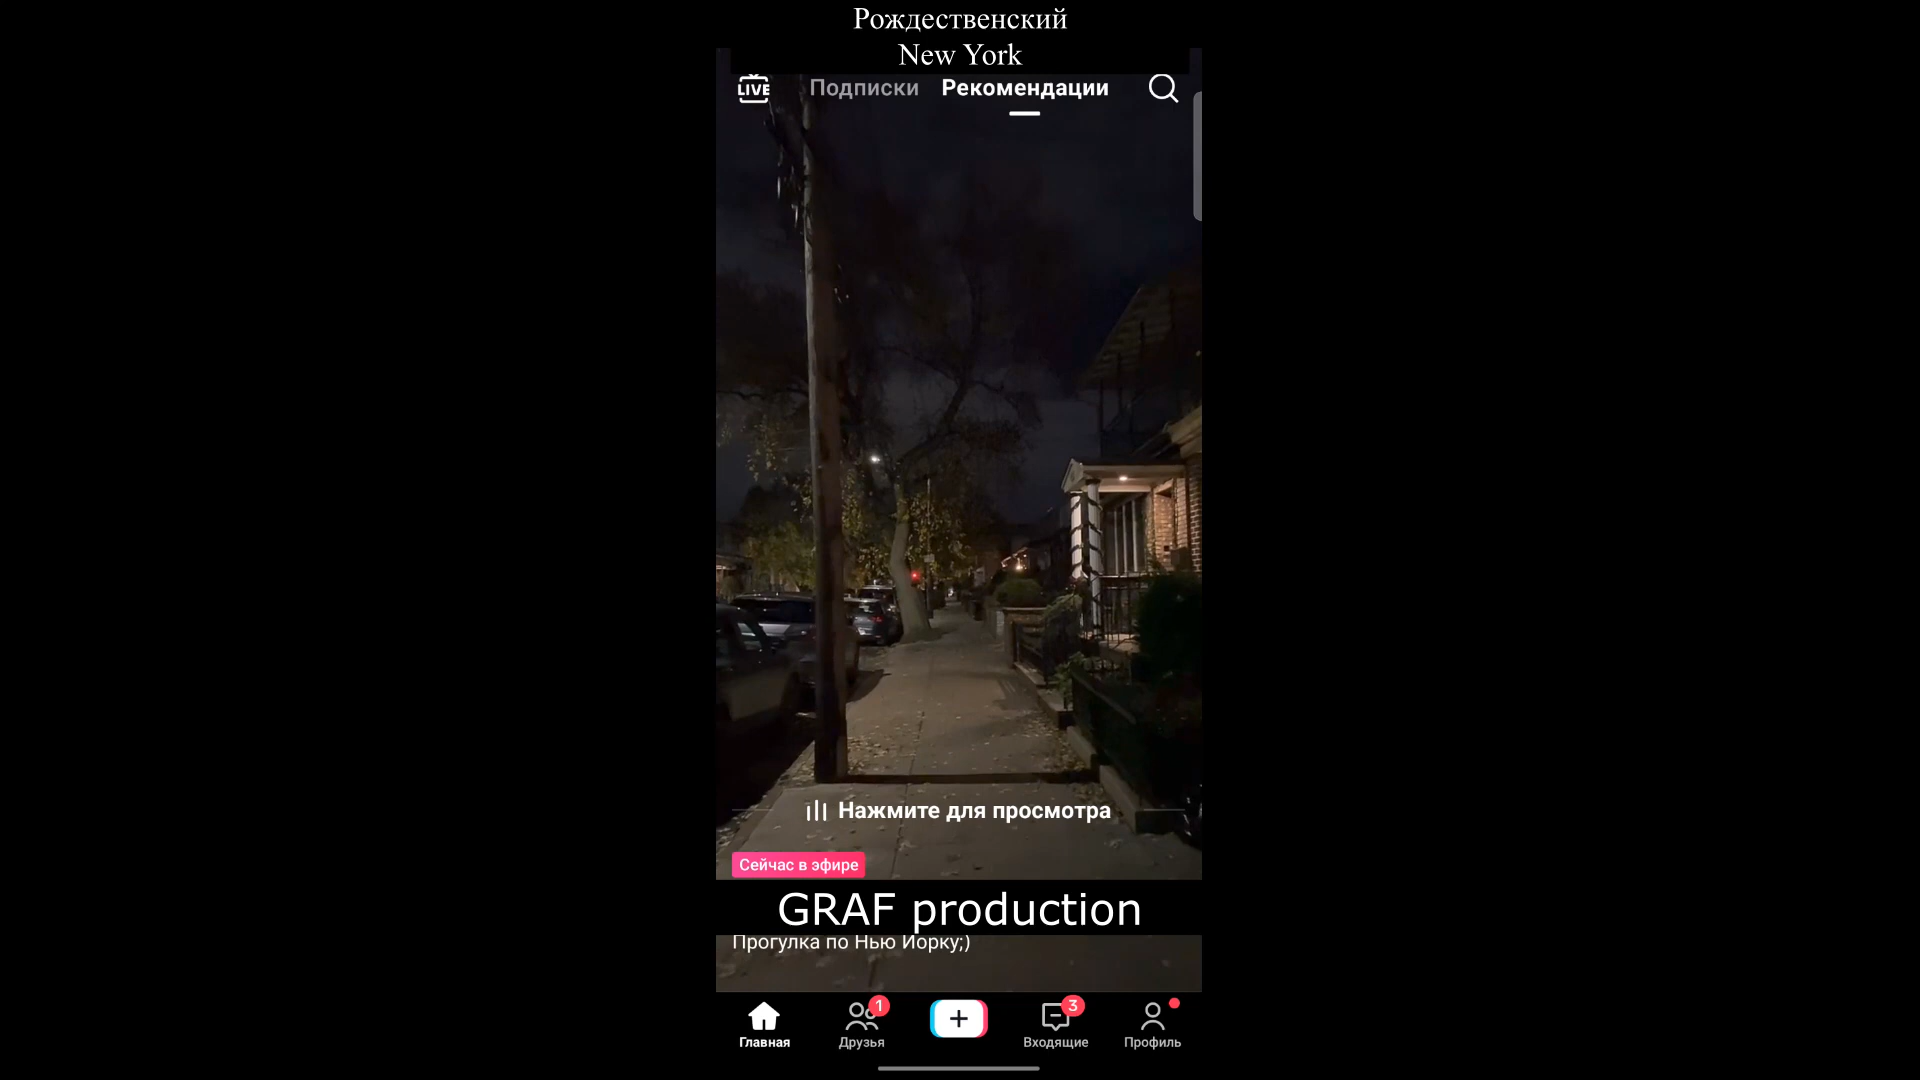 Рождественский
New York
LIVE
Подписки
Рекомендации
Нажмите для просмотра
Сейчас в эфире
GRAF production
Прогулка по Нью Йорку;)
1
3
Главная
Друзья
Входящие
Профиль